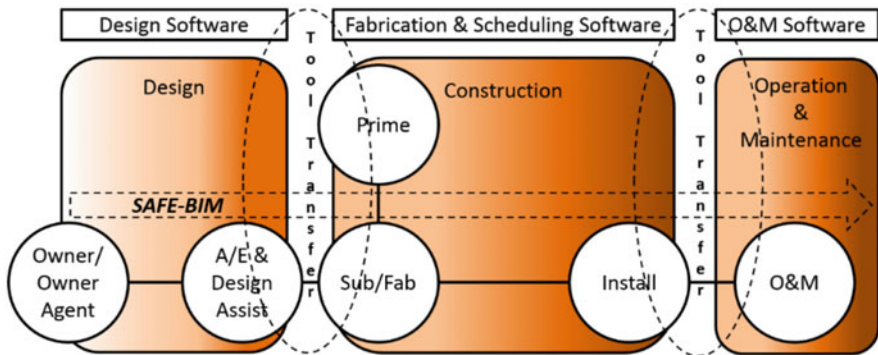 Design Software
Fabrication & Scheduling Software
O&M Software
Design
Tool Transfer
Construction
Tool Transfer
Operation
&
Maintenance
Prime
SAFE-BIM
Owner/
Owner
Agent
A/E &
Design
Assist
Sub/Fab
Install
O&M